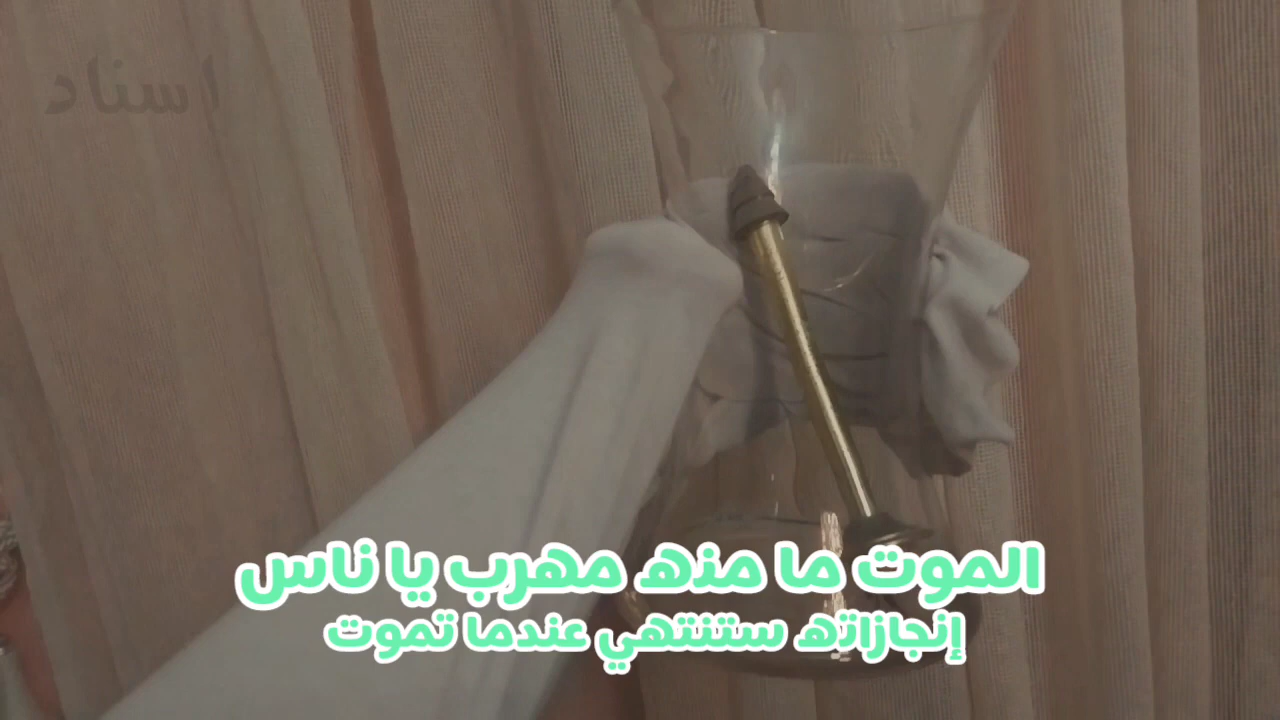 اسناد
الموت ما منه مهرب يا ناس
إنجازاته ستنتهي عندما تموت